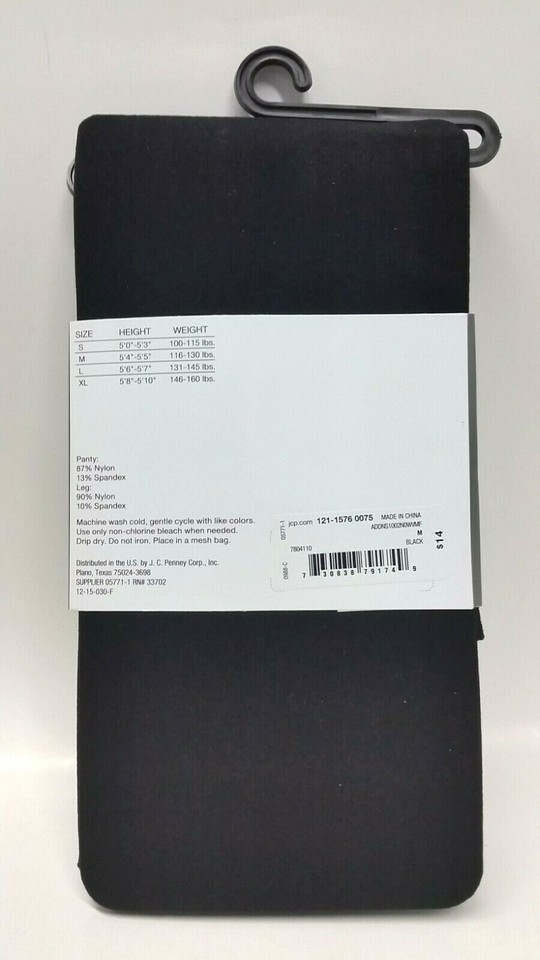 SIZE HEIGHT WEIGHT
S 5'0"-5'3" 100-115 lbs.
M 5'4"-5'5" 116-130 lbs.
L 5'6"-5'7" 131-145 lbs.
XL 5'8"-5'10" 146-160 lbs.
Panty:
87% Nylon
13% Spandex
Leg:
90% Nylon
10% Spandex
Machine wash cold, gentle cycle with like colors.
Use only non-chlorine bleach when needed.
Drip dry. Do not iron. Place in a mesh bag.
Distributed in the U.S. by J. C. Penney Corp., Inc.
Plano, Texas 75024-3698
SUPPLIER 05771-1 RN# 33702
12-15-030-F
05771-1
jcp.com 121-1576 0075 MADE IN CHINA
M
BLACK
7804110
$14
7 30838 79174 9